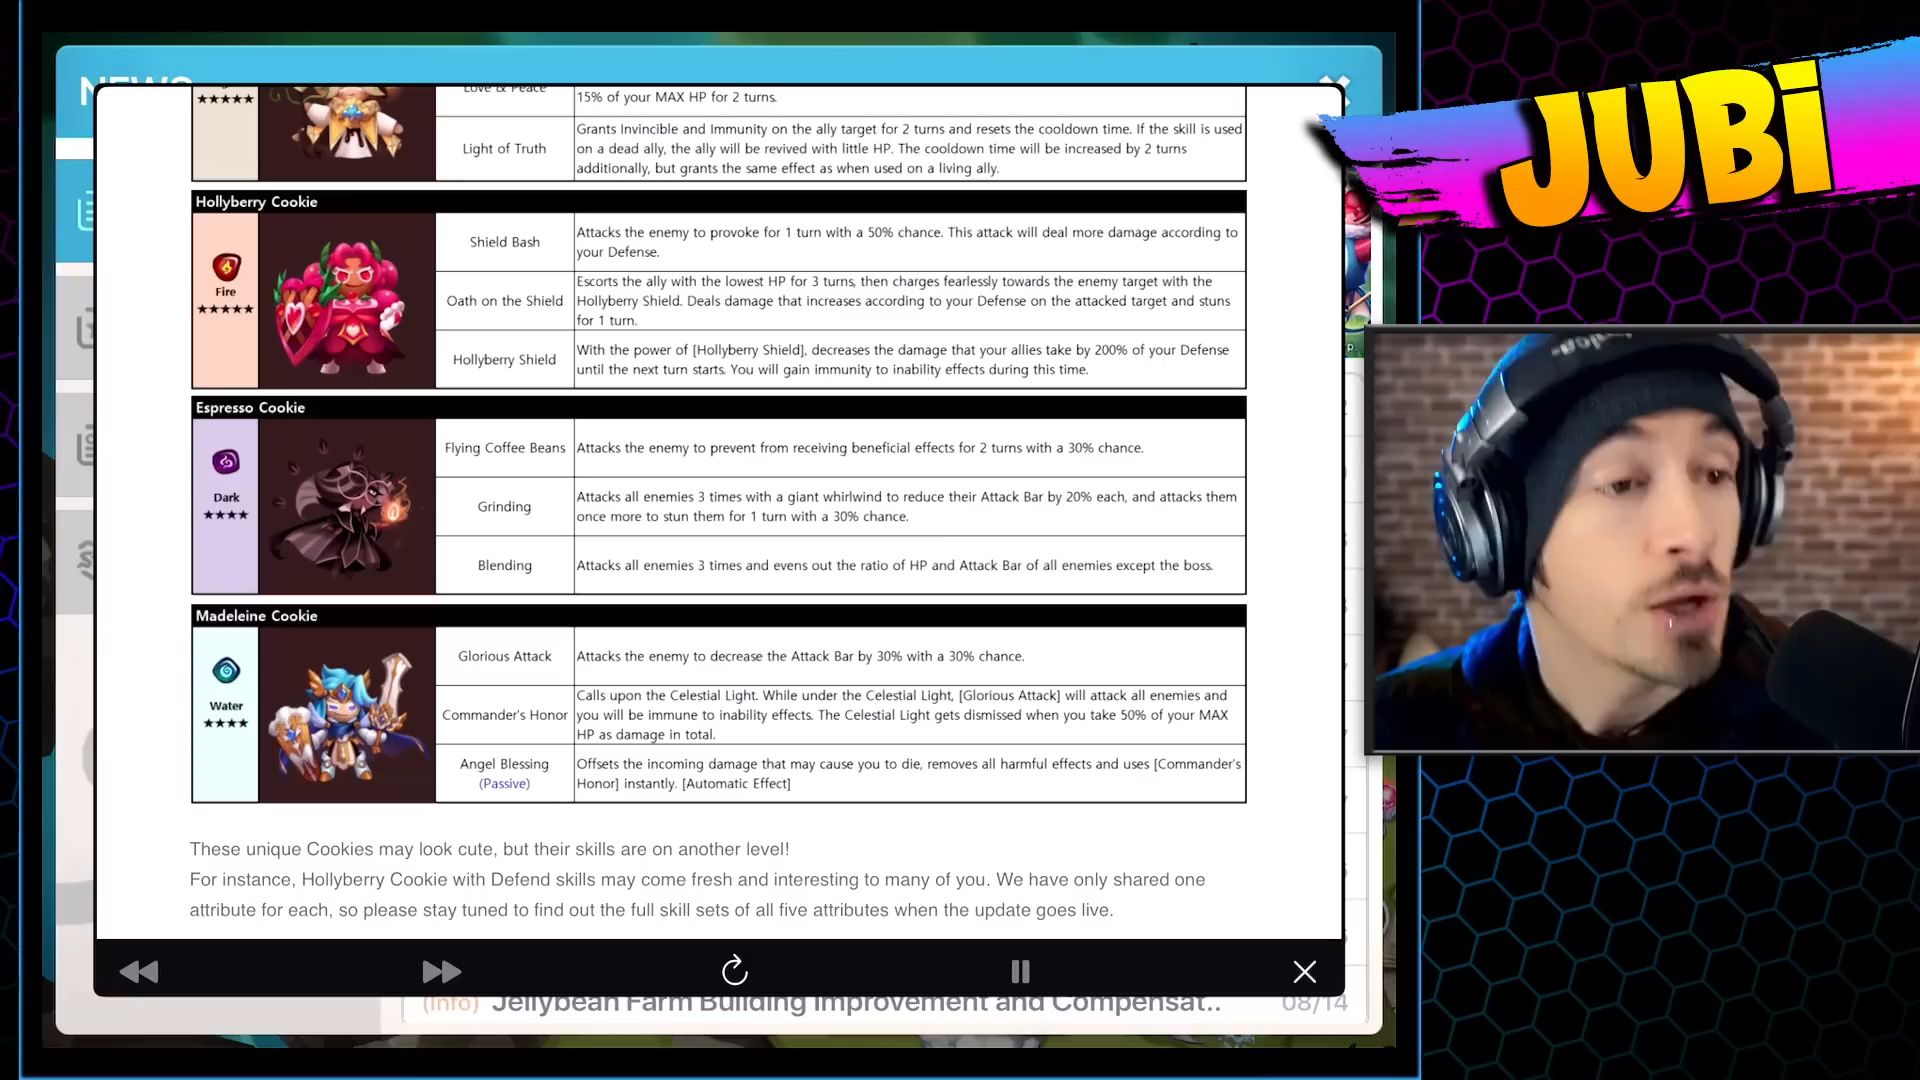 NEWS
JUBi
Love & Peace
15% of your MAX HP for 2 turns.
Light of Truth
Grants Invincible and Immunity on the ally target for 2 turns and resets the cooldown time. If the skill is used
on a dead ally, the ally will be revived with little HP. The cooldown time will be increased by 2 turns
additionally, but grants the same effect as when used on a living ally.
Hollyberry Cookie
Fire
Shield Bash
Attacks the enemy to provoke for 1 turn with a 50% chance. This attack will deal more damage according to
your Defense.
Oath on the Shield
Escorts the ally with the lowest HP for 3 turns, then charges fearlessly towards the enemy target with the
Hollyberry Shield. Deals damage that increases according to your Defense on the attacked target and stuns
for 1 turn.
Hollyberry Shield
With the power of [Hollyberry Shield], decreases the damage that your allies take by 200% of your Defense
until the next turn starts. You will gain immunity to inability effects during this time.
Espresso Cookie
Dark
Flying Coffee Beans
Attacks the enemy to prevent from receiving beneficial effects for 2 turns with a 30% chance.
Grinding
Attacks all enemies 3 times with a giant whirlwind to reduce their Attack Bar by 20% each, and attacks them
once more to stun them for 1 turn with a 30% chance.
Blending
Attacks all enemies 3 times and evens out the ratio of HP and Attack Bar of all enemies except the boss.
Madeleine Cookie
Water
Glorious Attack
Attacks the enemy to decrease the Attack Bar by 30% with a 30% chance.
Commander's Honor
Calls upon the Celestial Light. While under the Celestial Light, [Glorious Attack] will attack all enemies and
you will be immune to inability effects. The Celestial Light gets dismissed when you take 50% of your MAX
HP as damage in total.
Angel Blessing
(Passive)
Offsets the incoming damage that may cause you to die, removes all harmful effects and uses [Commander's
Honor] instantly. [Automatic Effect]
These unique Cookies may look cute, but their skills are on another level!
For instance, Hollyberry Cookie with Defend skills may come fresh and interesting to many of you. We have only shared one
attribute for each, so please stay tuned to find out the full skill sets of all five attributes when the update goes live.
(Info) Jellybean Farm Building Improvement and Compensat.. 08/14